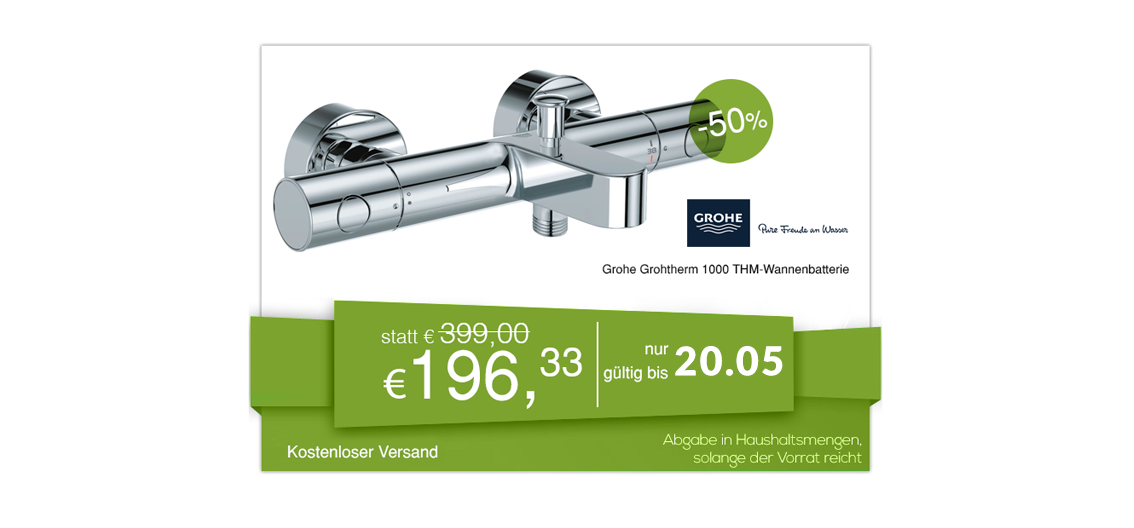 -50%
GROHE
Pure Freude an Wasser
Grohe Grohtherm 1000 THM-Wannenbatterie
statt € 399,00
€196,33
nur
gültig bis 20.05
Kostenloser Versand
Abgabe in Haushaltsmengen,
solange der Vorrat reicht